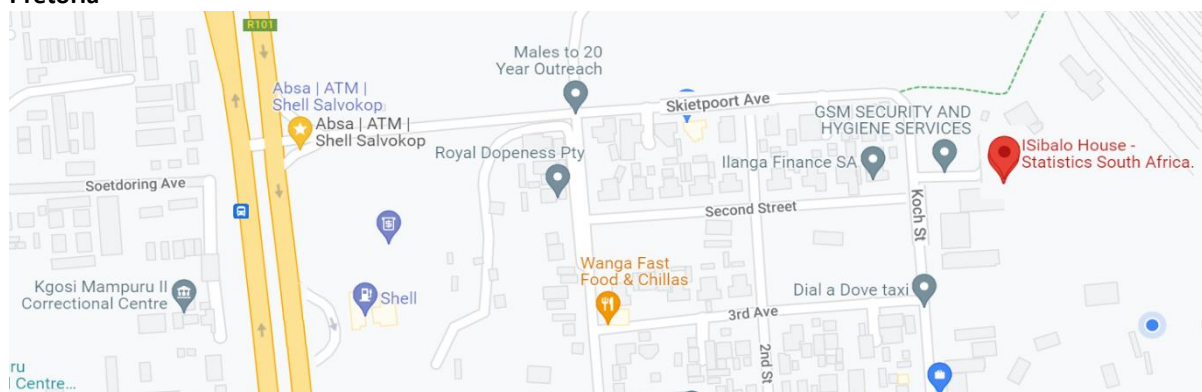 R101
Males to 20
Year Outreach
Absa | ATM |
Shell Salvokop
Absa | ATM |
Shell Salvokop
Skietpoort Ave
GSM SECURITY AND
HYGIENE SERVICES
Royal Dopeness Pty
Ilanga Finance SA
ISibalo House -
Statistics South Africa.
Soetdoring Ave
Second Street
Koch St
Wanga Fast
Food & Chillas
Kgosi Mampuru II
Correctional Centre
Shell
Dial a Dove taxi
3rd Ave
2nd St
ru
Centre...